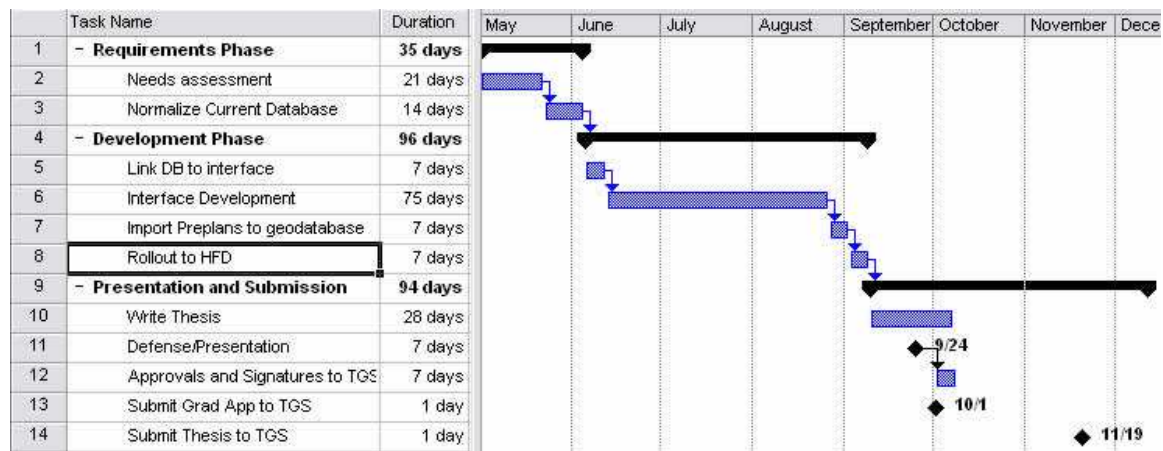 Task Name Duration May June July August September October November Dece
1 − Requirements Phase 35 days
2 Needs assessment 21 days
3 Normalize Current Database 14 days
4 − Development Phase 96 days
5 Link DB to interface 7 days
6 Interface Development 75 days
7 Import Preplans to geodatabase 7 days
8 Rollout to HFD 7 days
9 − Presentation and Submission 94 days
10 Write Thesis 28 days
11 Defense/Presentation 7 days 9/24
12 Approvals and Signatures to TGS 7 days
13 Submit Grad App to TGS 1 day 10/1
14 Submit Thesis to TGS 1 day 11/19